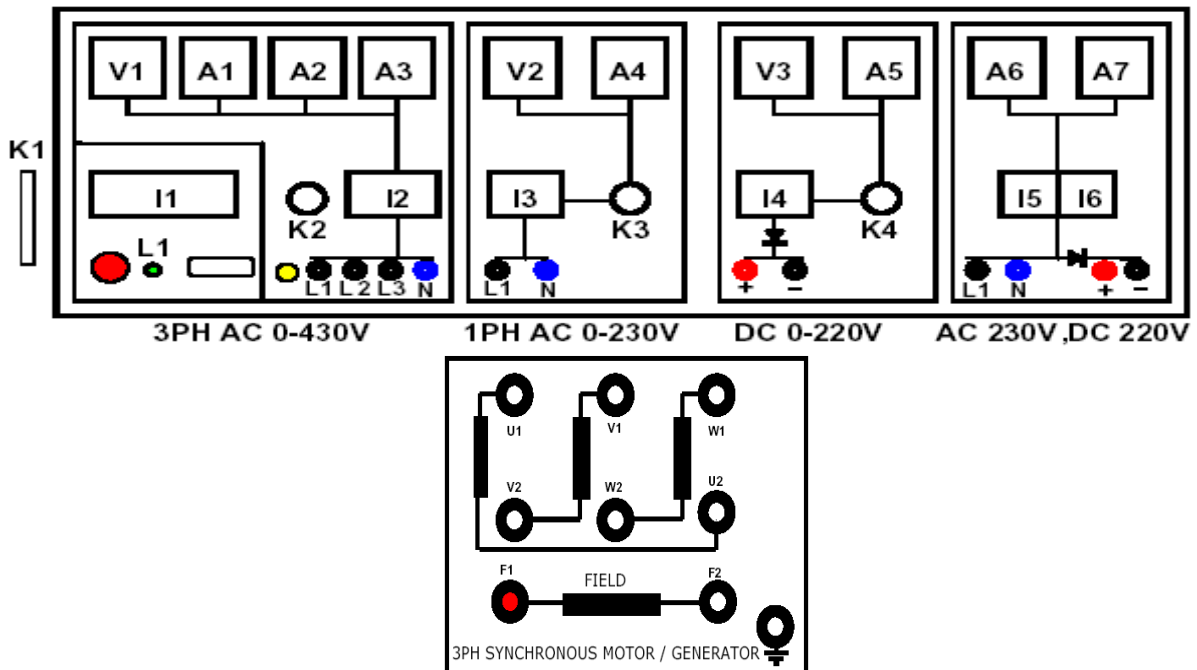 V1 A1 A2 A3 V2 A4 V3 A5 A6 A7
K1
I1 I2 I3 I4 I5 I6
K2 K3 K4
L1
L1 L2 L3 N L1 N + − L1 N + −
3PH AC 0-430V 1PH AC 0-230V DC 0-220V AC 230V,DC 220V
U1 V1 W1
V2 W2 U2
F1 FIELD F2
3PH SYNCHRONOUS MOTOR / GENERATOR